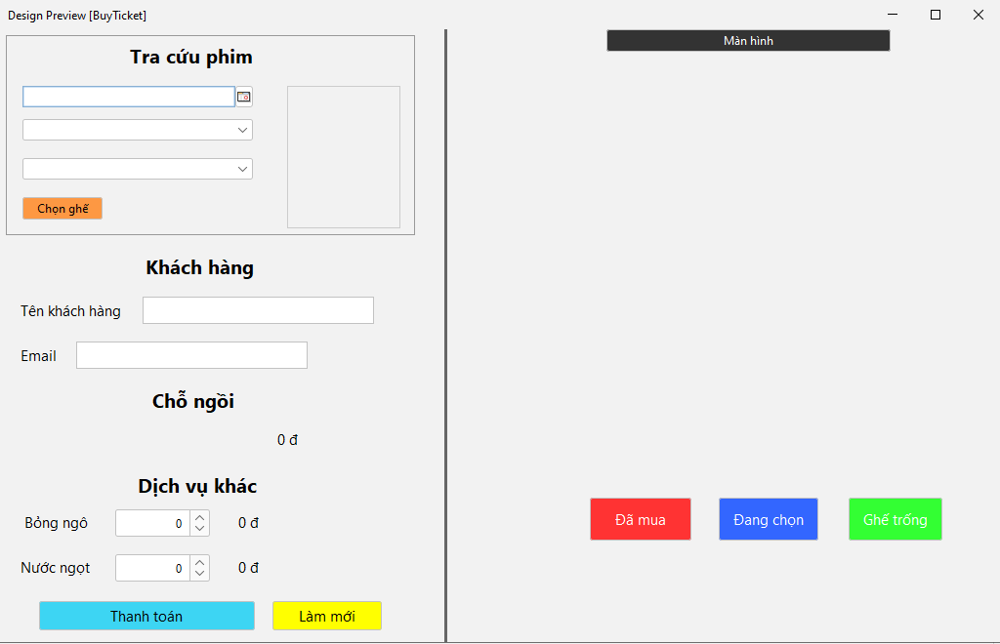 Design Preview [BuyTicket]
Tra cứu phim
Chọn ghế
Khách hàng
Tên khách hàng
Email
Chỗ ngồi
0 đ
Dịch vụ khác
Bỏng ngô 0 0 đ
Nước ngọt 0 0 đ
Thanh toán Làm mới
Màn hình
Đã mua Đang chọn Ghế trống